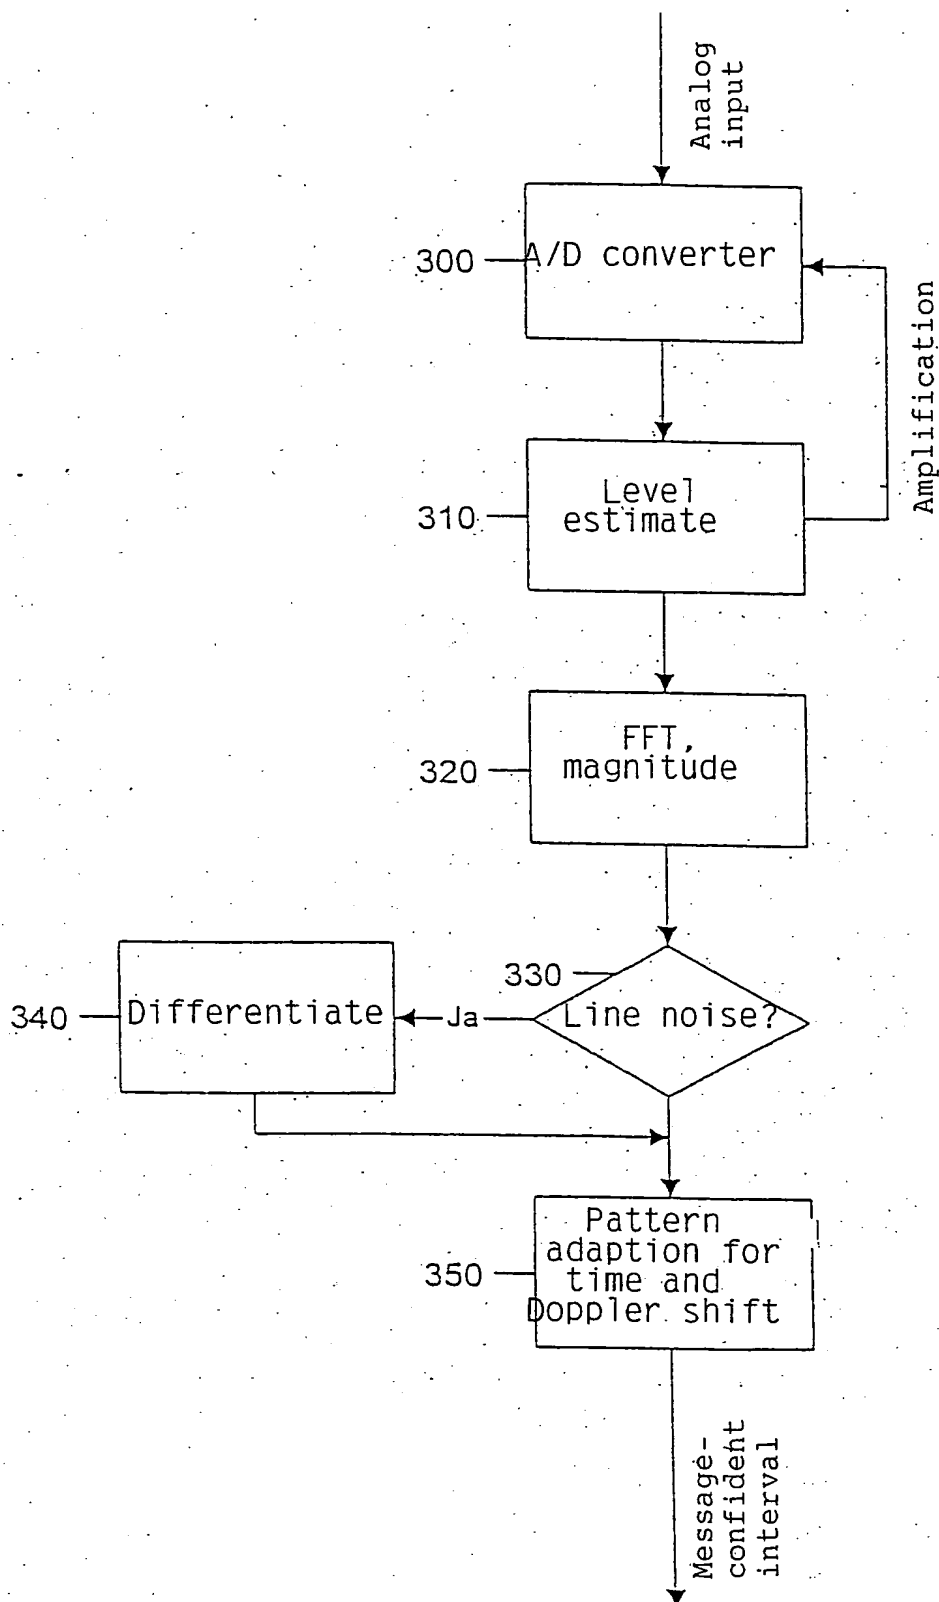 Analog
input
300
A/D converter
Amplification
310
Level
estimate
320
FFT,
magnitude
330
340
Differentiate
Ja
Line noise?
350
Pattern
adaption for
time and
Doppler shift
Message-
confident
interval